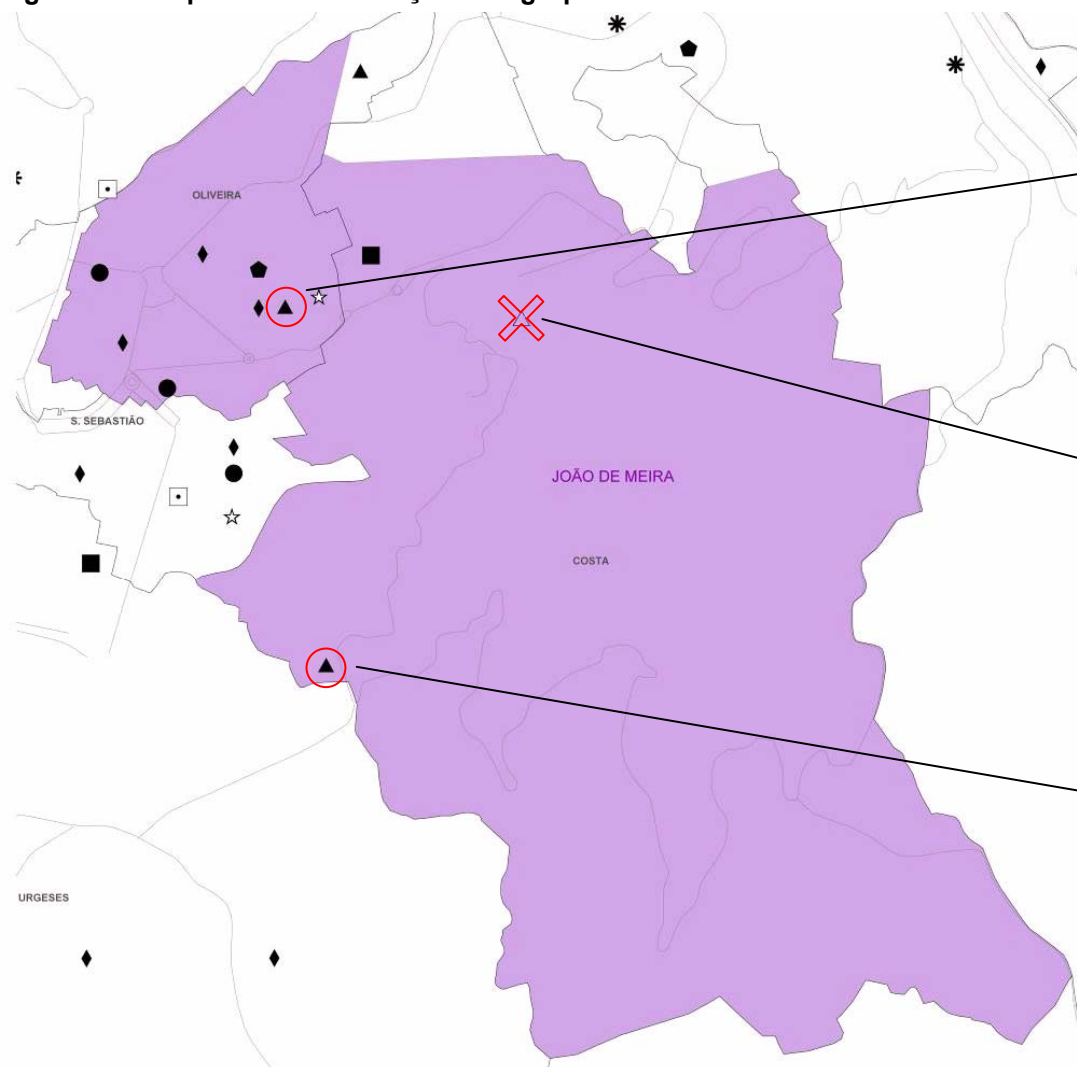 OLIVEIRA
S. SEBASTIÃO
JOÃO DE MEIRA
COSTA
URGESES